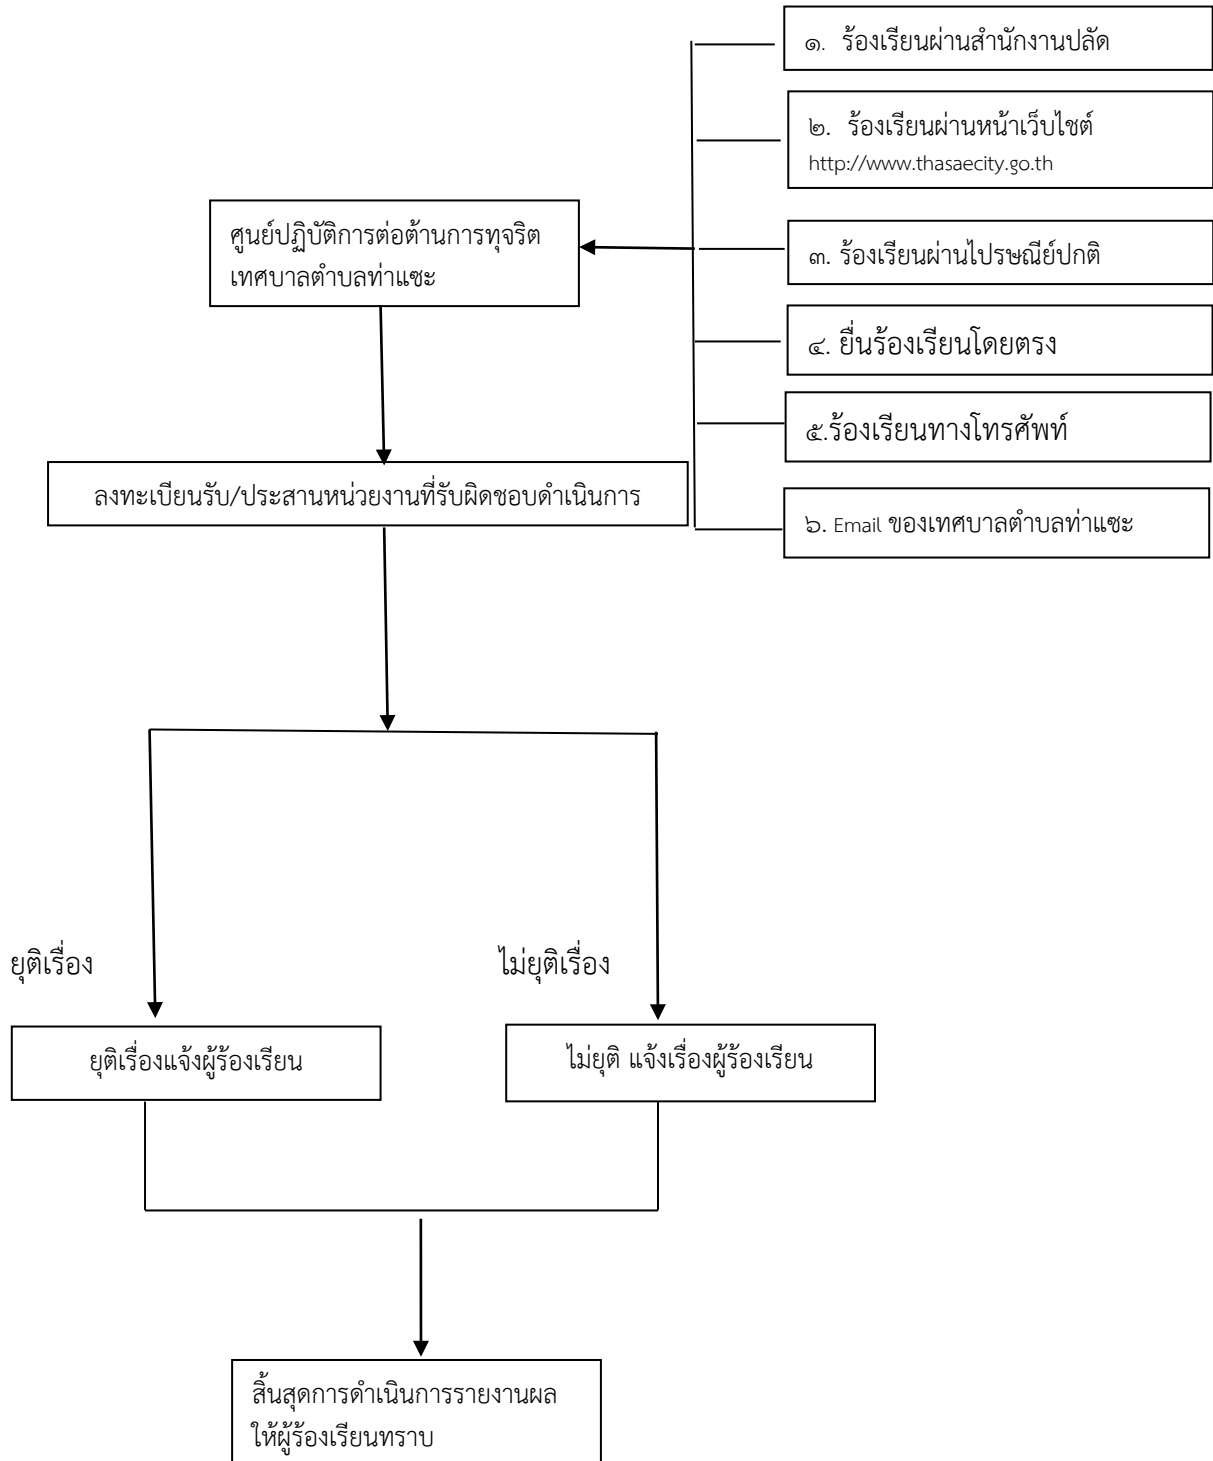 ๑. ร้องเรียนผ่านสำนักงานปลัด
๒. ร้องเรียนผ่านหน้าเว็บไซต์
http://www.thasaecity.go.th
ศูนย์ปฏิบัติการต่อต้านการทุจริต
เทศบาลตำบลท่าแซะ
๓. ร้องเรียนผ่านไปรษณีย์ปกติ
๔. ยื่นร้องเรียนโดยตรง
๕.ร้องเรียนทางโทรศัพท์
๖. Email ของเทศบาลตำบลท่าแซะ
ลงทะเบียนรับ/ประสานหน่วยงานที่รับผิดชอบดำเนินการ
ยุติเรื่อง
ไม่ยุติเรื่อง
ยุติเรื่องแจ้งผู้ร้องเรียน
ไม่ยุติ แจ้งเรื่องผู้ร้องเรียน
สิ้นสุดการดำเนินการรายงานผล
ให้ผู้ร้องเรียนทราบ